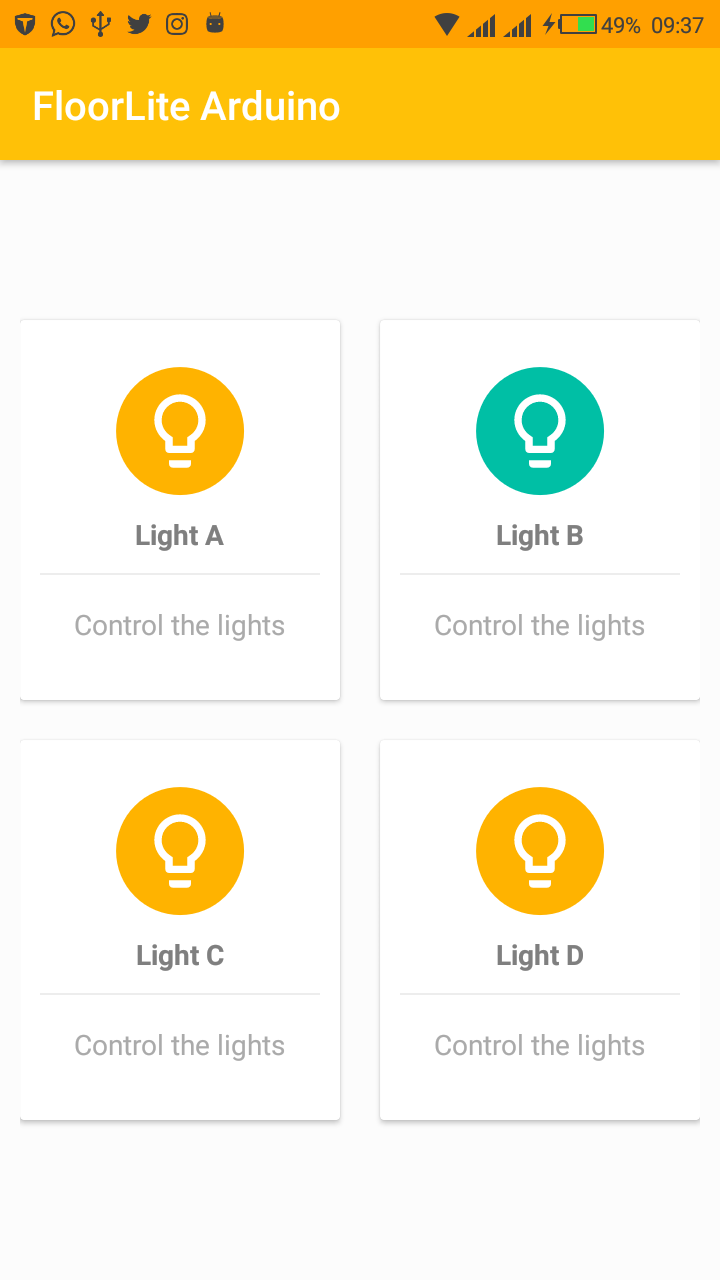 49% 09:37
FloorLite Arduino
Light A
Control the lights
Light B
Control the lights
Light C
Control the lights
Light D
Control the lights